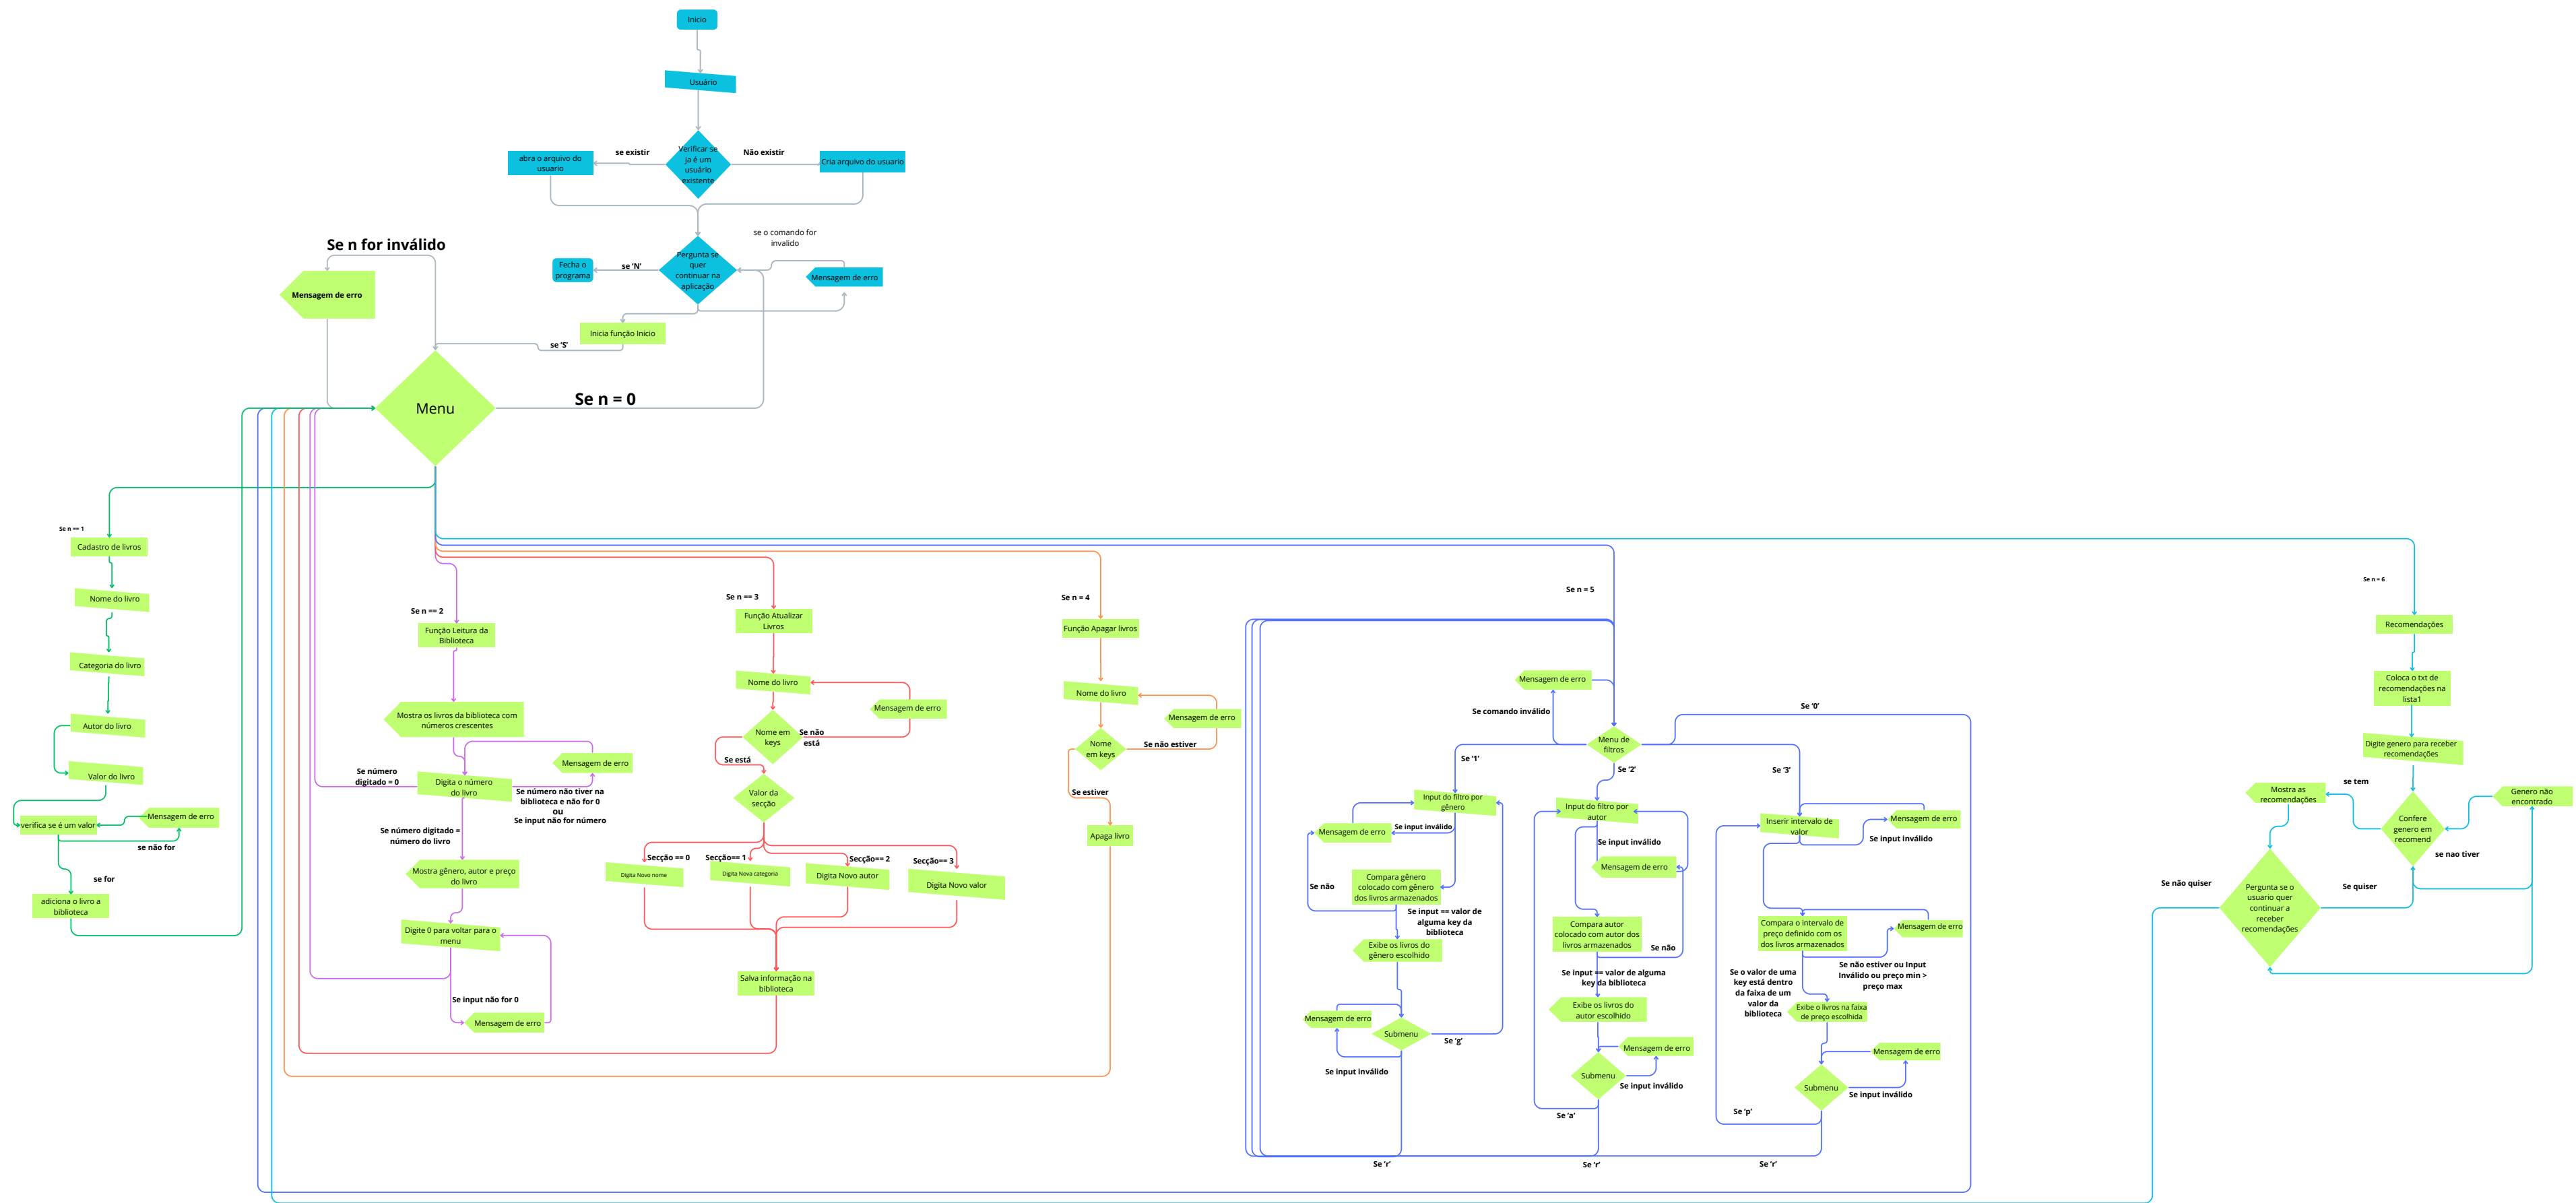 Inicio
Usuário
Verificar se
ja é um
usuário
existente
se existir
Não existir
abra o arquivo do
usuario
Cria arquivo do usuario
se o comando for
invalido
Pergunta se
quer
continuar na
aplicação
se ‘N’
Fecha o
programa
Mensagem de erro
Inicia função Inicio
se ‘S’
Se n for inválido
Mensagem de erro
Menu
Se n = 0
Se n == 1
Cadastro de livros
Nome do livro
Categoria do livro
Autor do livro
Valor do livro
verifica se é um valor
Mensagem de erro
se não for
se for
adiciona o livro a
biblioteca
Se n == 2
Função Leitura da
Biblioteca
Mostra os livros da biblioteca com
números crescentes
Mensagem de erro
Se número
digitado = 0
Digita o número
do livro
Se número não tiver na
biblioteca e não for 0
ou
Se input não for número
Se número digitado =
número do livro
Mostra gênero, autor e preço
do livro
Digite 0 para voltar para o
menu
Se input não for 0
Mensagem de erro
Se n == 3
Função Atualizar
Livros
Nome do livro
Mensagem de erro
Nome em
keys
Se não
está
Se está
Valor da
secção
Secção == 0
Secção== 1
Secção== 2
Secção== 3
Digita Novo nome
Digita Nova categoria
Digita Novo autor
Digita Novo valor
Salva informação na
biblioteca
Se n = 4
Função Apagar livros
Nome do livro
Mensagem de erro
Nome
em keys
Se não estiver
Se estiver
Apaga livro
Se n = 5
Mensagem de erro
Se comando inválido
Menu de
filtros
Se ‘0’
Se ‘1’
Se ‘2’
Se ‘3’
Input do filtro por
gênero
Mensagem de erro
Se input inválido
Compara gênero
colocado com gênero
dos livros armazenados
Se não
Se input == valor de
alguma key da
biblioteca
Exibe os livros do
gênero escolhido
Mensagem de erro
Submenu
Se ‘g’
Se input inválido
Se ‘r’
Input do filtro por
autor
Se input inválido
Mensagem de erro
Compara autor
colocado com autor dos
livros armazenados
Se não
Se input == valor de alguma
key da biblioteca
Exibe os livros do
autor escolhido
Mensagem de erro
Submenu
Se input inválido
Se ‘a’
Se ‘r’
Inserir intervalo de
valor
Mensagem de erro
Se input inválido
Compara o intervalo de
preço definido com os
dos livros armazenados
Mensagem de erro
Se não estiver ou Input
Inválido ou preço min >
preço max
Se o valor de uma
key está dentro
da faixa de um
valor da
biblioteca
Exibe o livros na faixa
de preço escolhida
Mensagem de erro
Submenu
Se input inválido
Se ‘p’
Se ‘r’
Se n = 6
Recomendações
Coloca o txt de
recomendações na
lista1
Digite genero para receber
recomendações
se tem
Mostra as
recomendações
Genero não
encontrado
Confere
genero em
recomend
se nao tiver
Se não quiser
Se quiser
Pergunta se o
usuario quer
continuar a
receber
recomendações